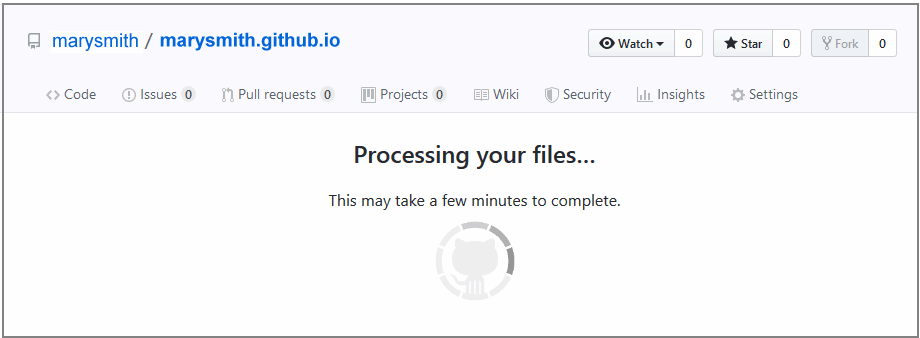 marysmith / marysmith.github.io
Watch 0 Star 0 Fork 0
Code Issues 0 Pull requests 0 Projects 0 Wiki Security Insights Settings
Processing your files…
This may take a few minutes to complete.